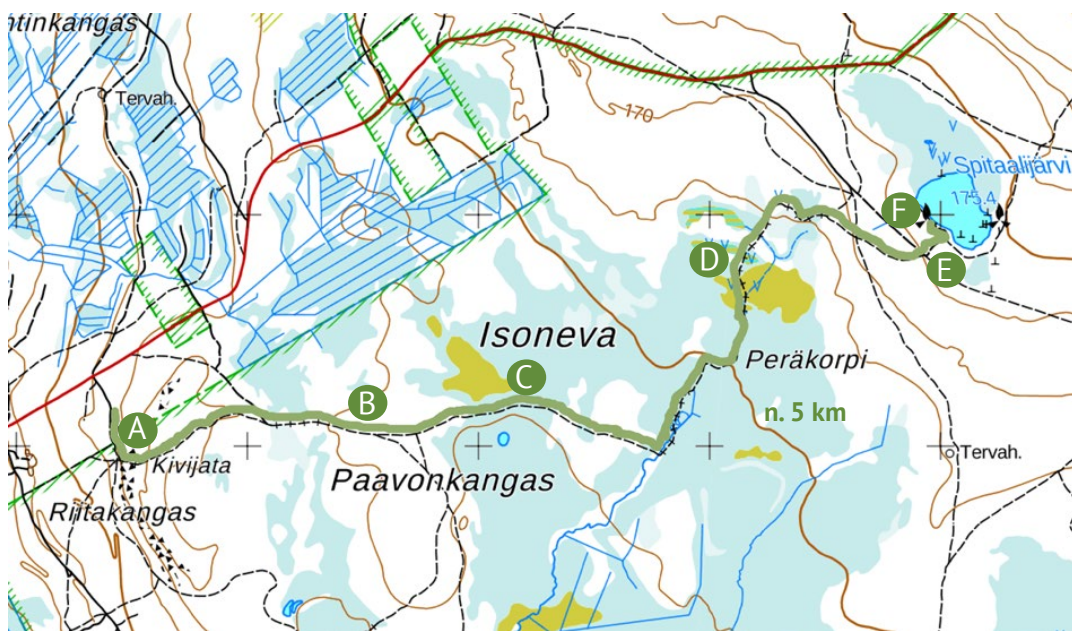 ntinkangas
Tervah.
170
Spitaalijärvi
175.4
F
D
E
Isoneva
Peräkorpi
C
B
n. 5 km
A
Kivijata
Tervah.
Paavonkangas
Riitakangas